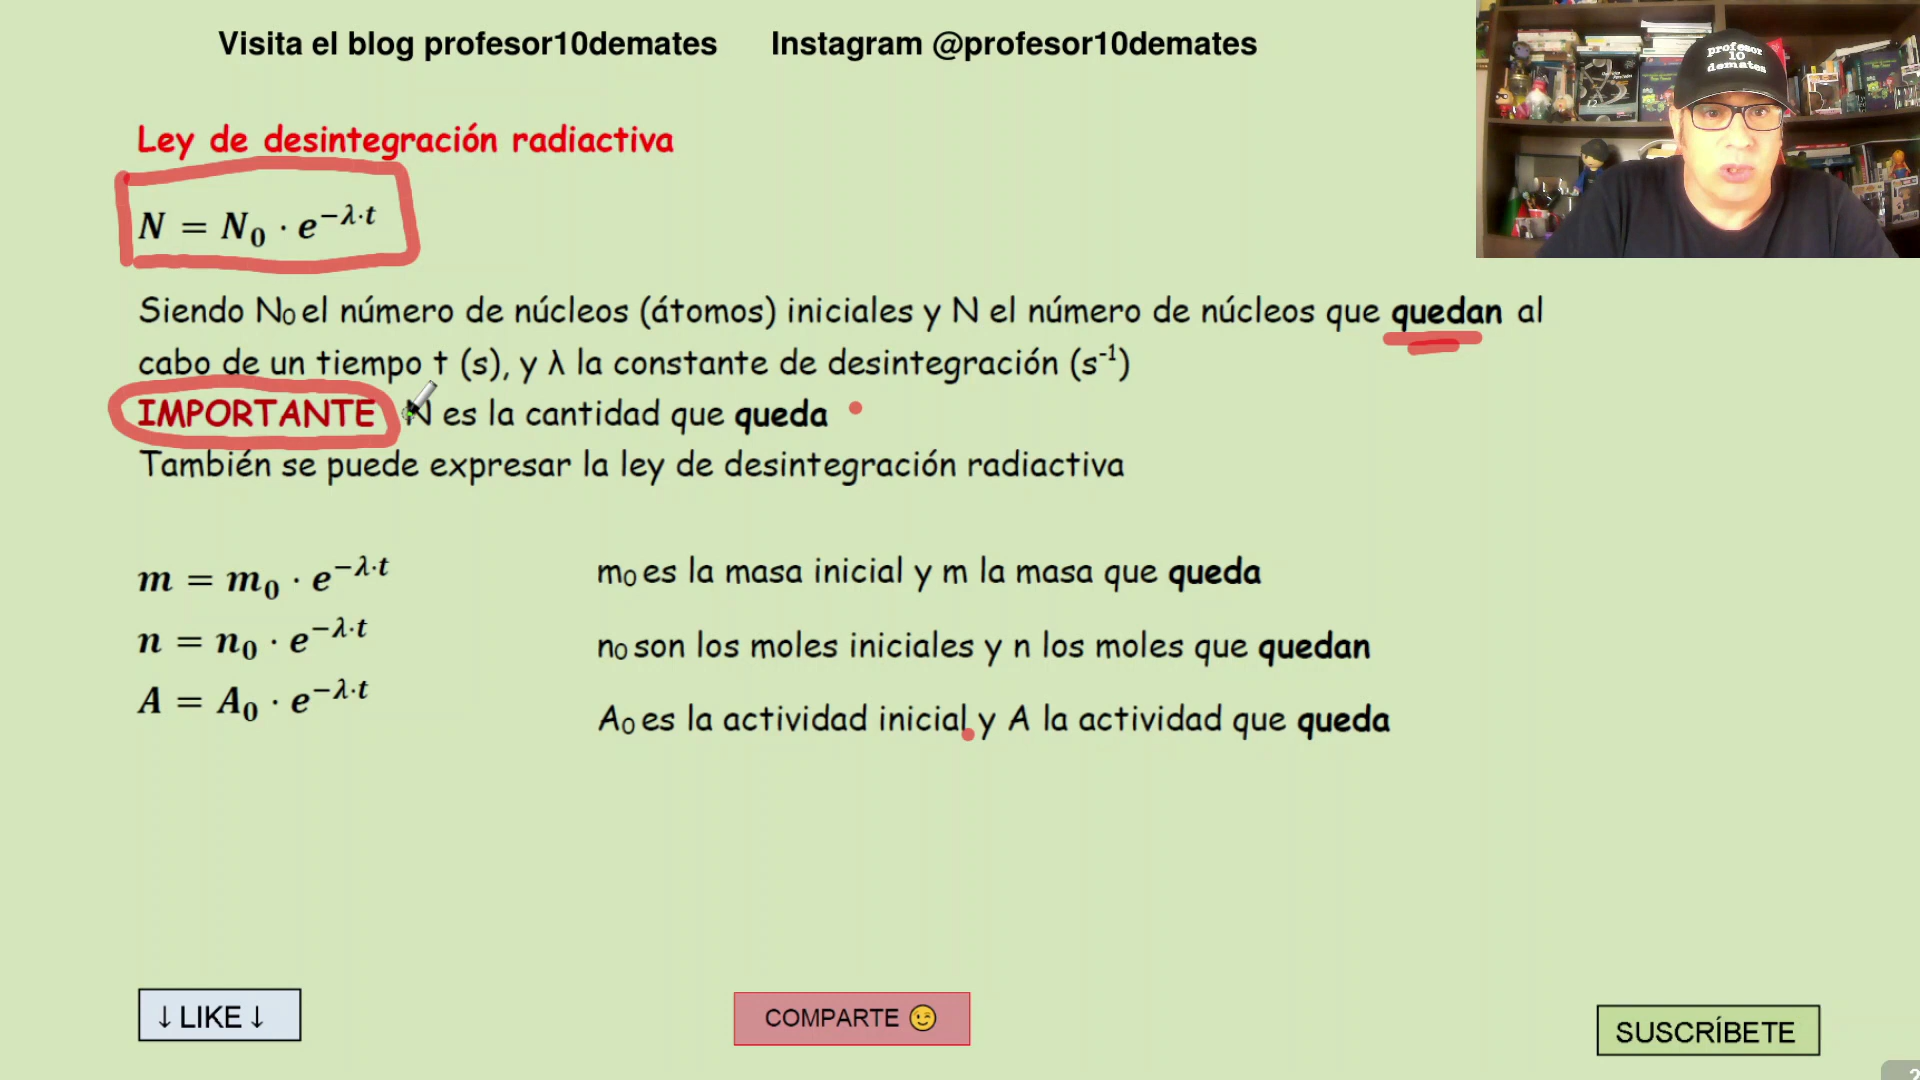 Visita el blog profesor10demates Instagram @profesor10demates
profesor
10
demates
Ley de desintegración radiactiva
N = N₀ · e^(−λ·t)
Siendo N₀ el número de núcleos (átomos) iniciales y N el número de núcleos que quedan al
cabo de un tiempo t (s), y λ la constante de desintegración (s⁻¹)
IMPORTANTE N es la cantidad que queda
También se puede expresar la ley de desintegración radiactiva
m = m₀ · e^(−λ·t) m₀ es la masa inicial y m la masa que queda
n = n₀ · e^(−λ·t) n₀ son los moles iniciales y n los moles que quedan
A = A₀ · e^(−λ·t) A₀ es la actividad inicial y A la actividad que queda
↓ LIKE ↓ COMPARTE 😉 SUSCRÍBETE